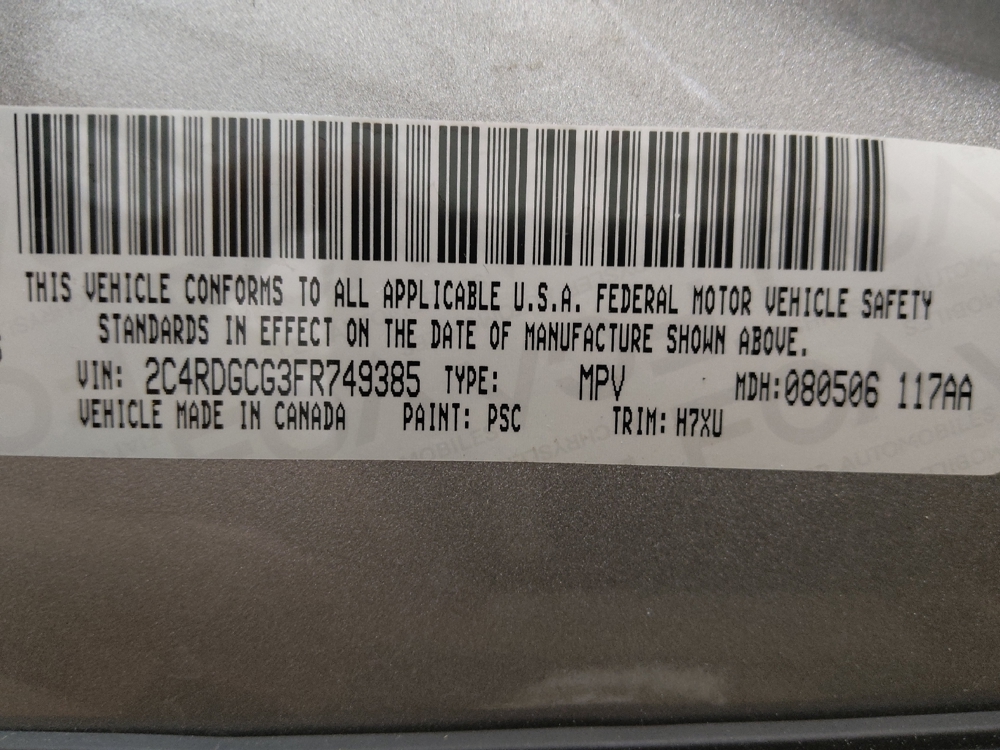 THIS VEHICLE CONFORMS TO ALL APPLICABLE U.S.A. FEDERAL MOTOR VEHICLE SAFETY
STANDARDS IN EFFECT ON THE DATE OF MANUFACTURE SHOWN ABOVE.
VIN: 2C4RDGCG3FR749385 TYPE: MPV MDH:080506 117AA
VEHICLE MADE IN CANADA PAINT: PSC TRIM: H7XU